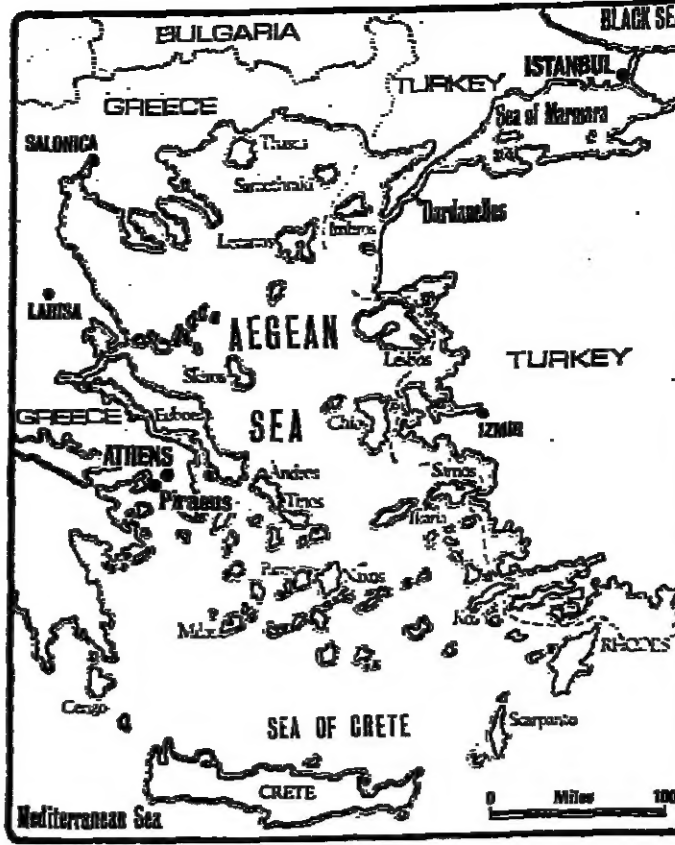 BLACK SE
BULGARIA
ISTANBUL
TURKEY
GREECE
Sea of Marmara
SALONICA
Samothraki
Dardanelles
Imbros
LARISA
AEGEAN
Lesbos
TURKEY
Skiros
GREECE
Euboea
SEA
Chios
IZMIR
ATHENS
Andros
Samos
Piraeus
Tinos
Ikaria
Paros
Naxos
Kos
Milos
RHODES
Cerigo
SEA OF CRETE
Scarpanto
CRETE
0 Miles 100
Mediterranean Sea